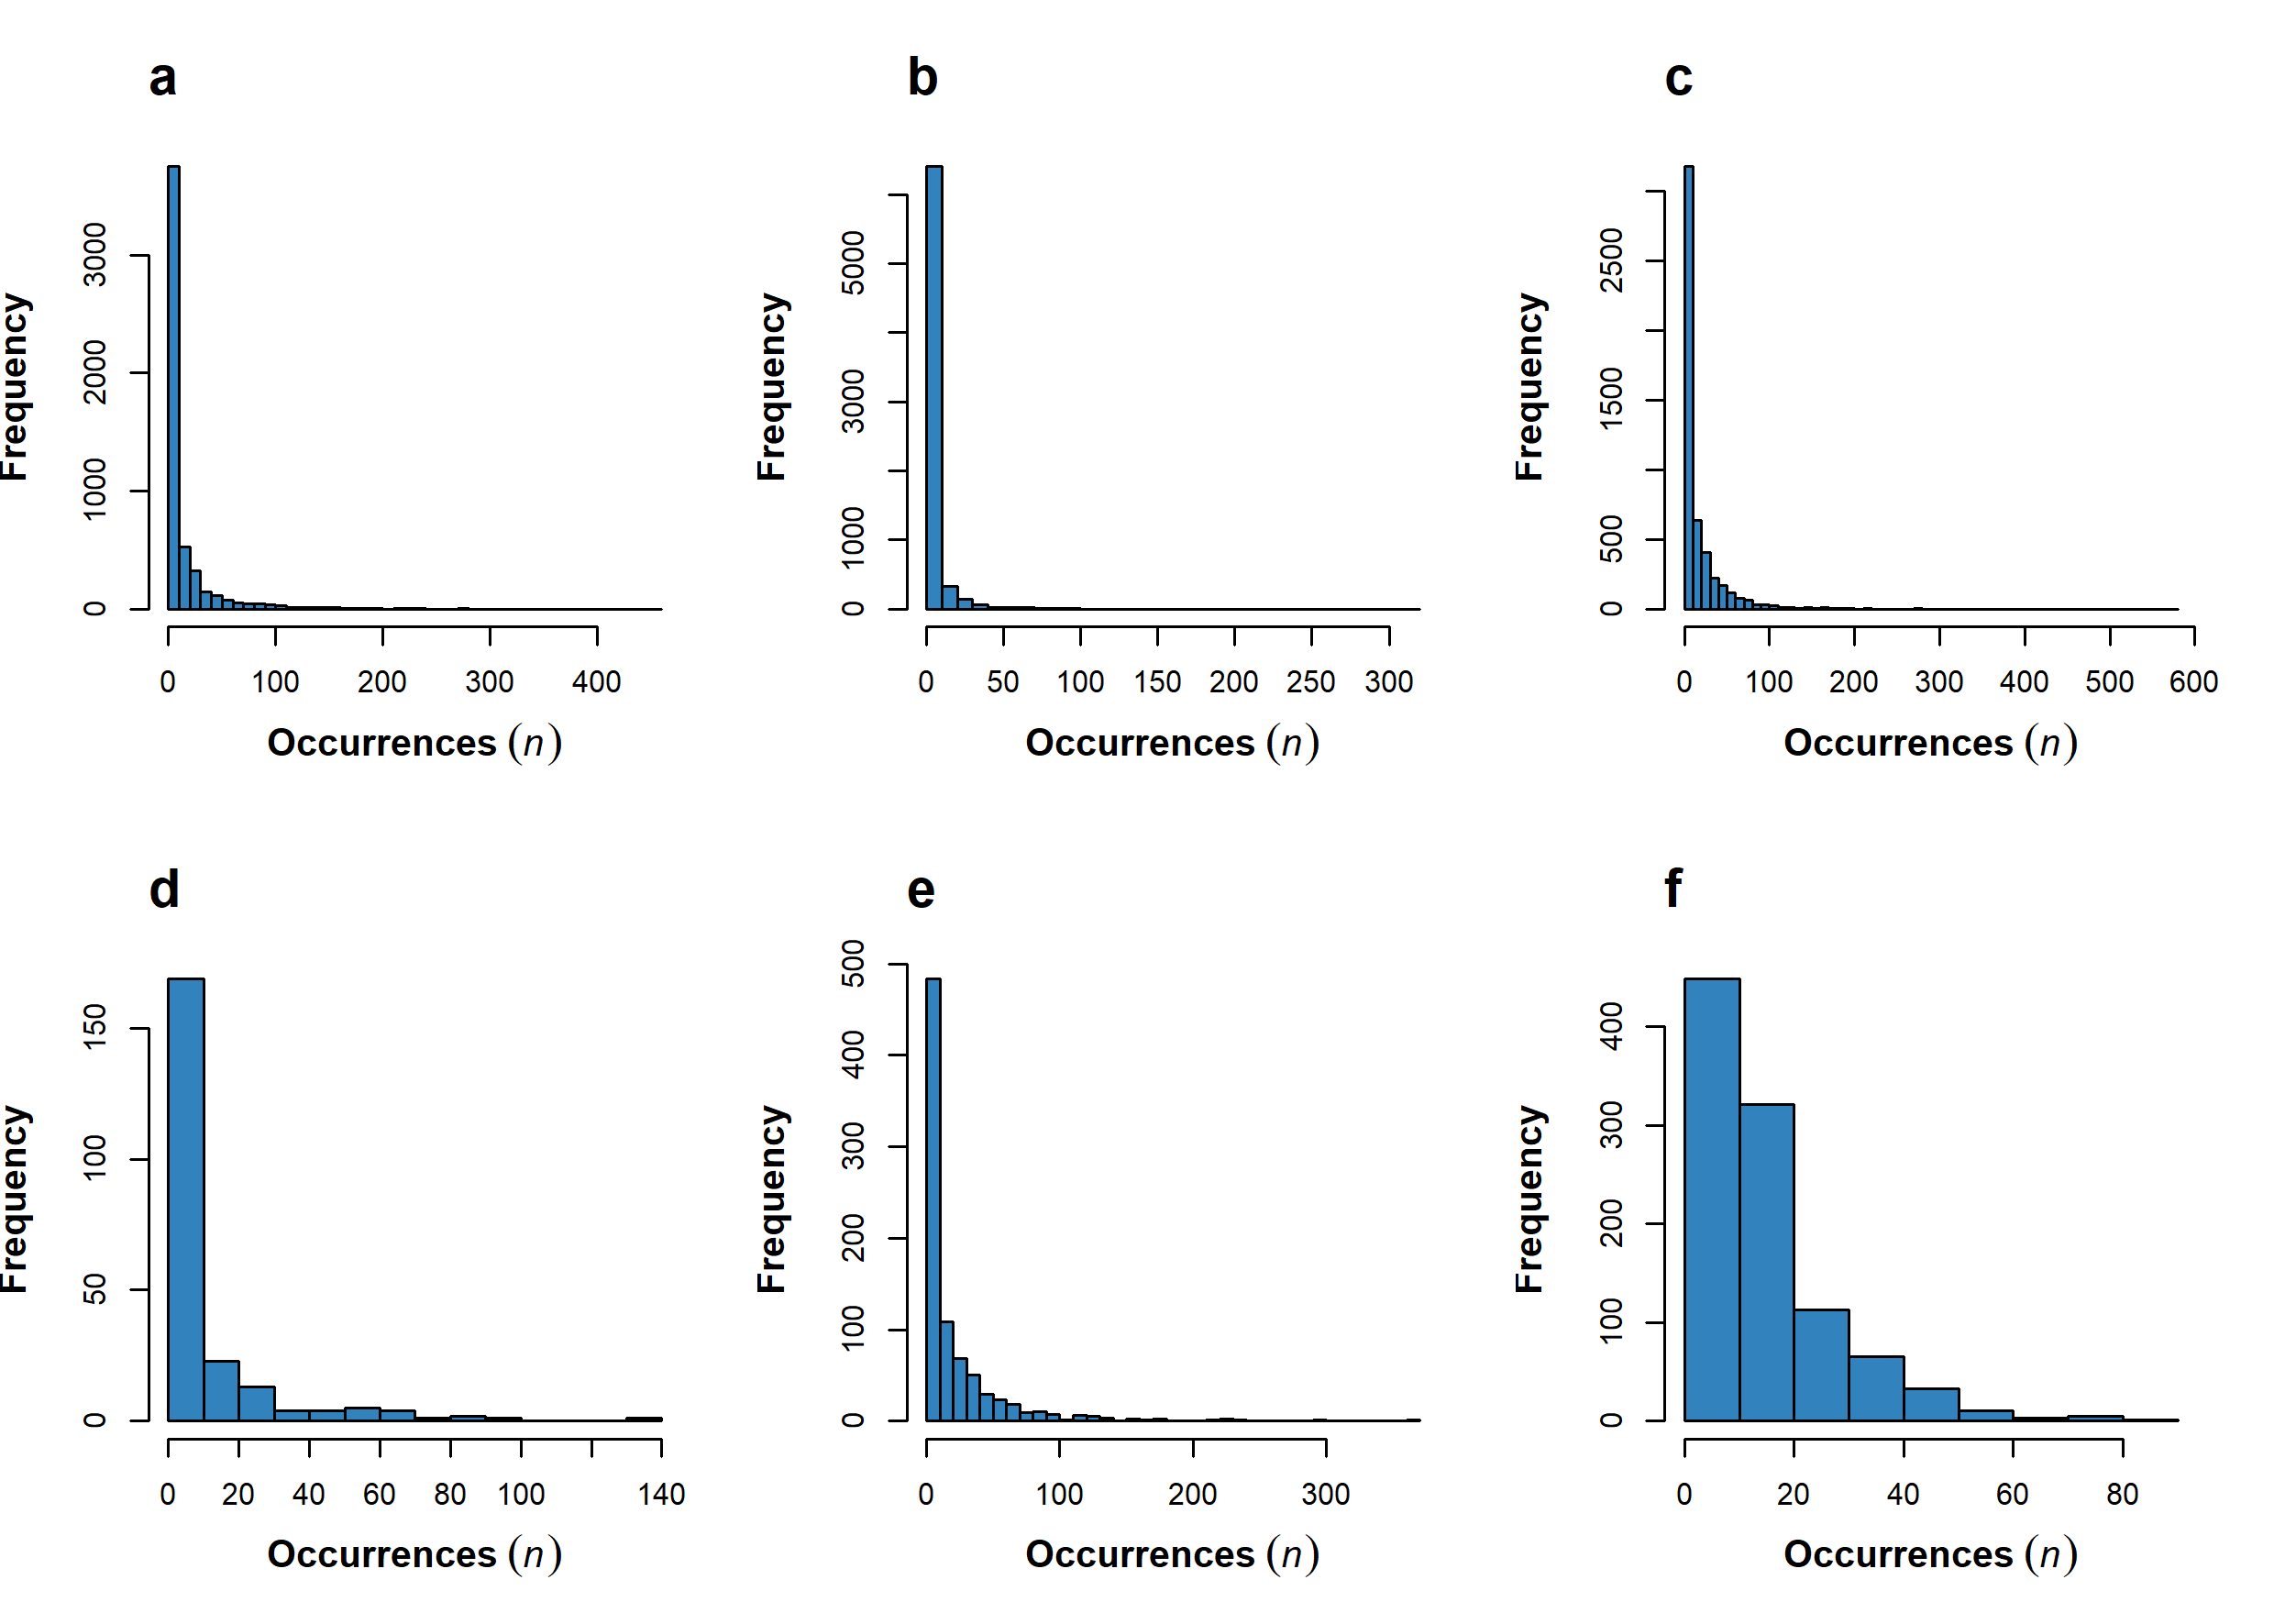 a
Frequency
0 1000 2000 3000
0 100 200 300 400
Occurrences (n)
b
Frequency
0 1000 3000 5000
0 50 100 150 200 250 300
Occurrences (n)
c
Frequency
0 500 1500 2500
0 100 200 300 400 500 600
Occurrences (n)
d
Frequency
0 50 100 150
0 20 40 60 80 100 140
Occurrences (n)
e
Frequency
0 100 200 300 400 500
0 100 200 300
Occurrences (n)
f
Frequency
0 100 200 300 400
0 20 40 60 80
Occurrences (n)